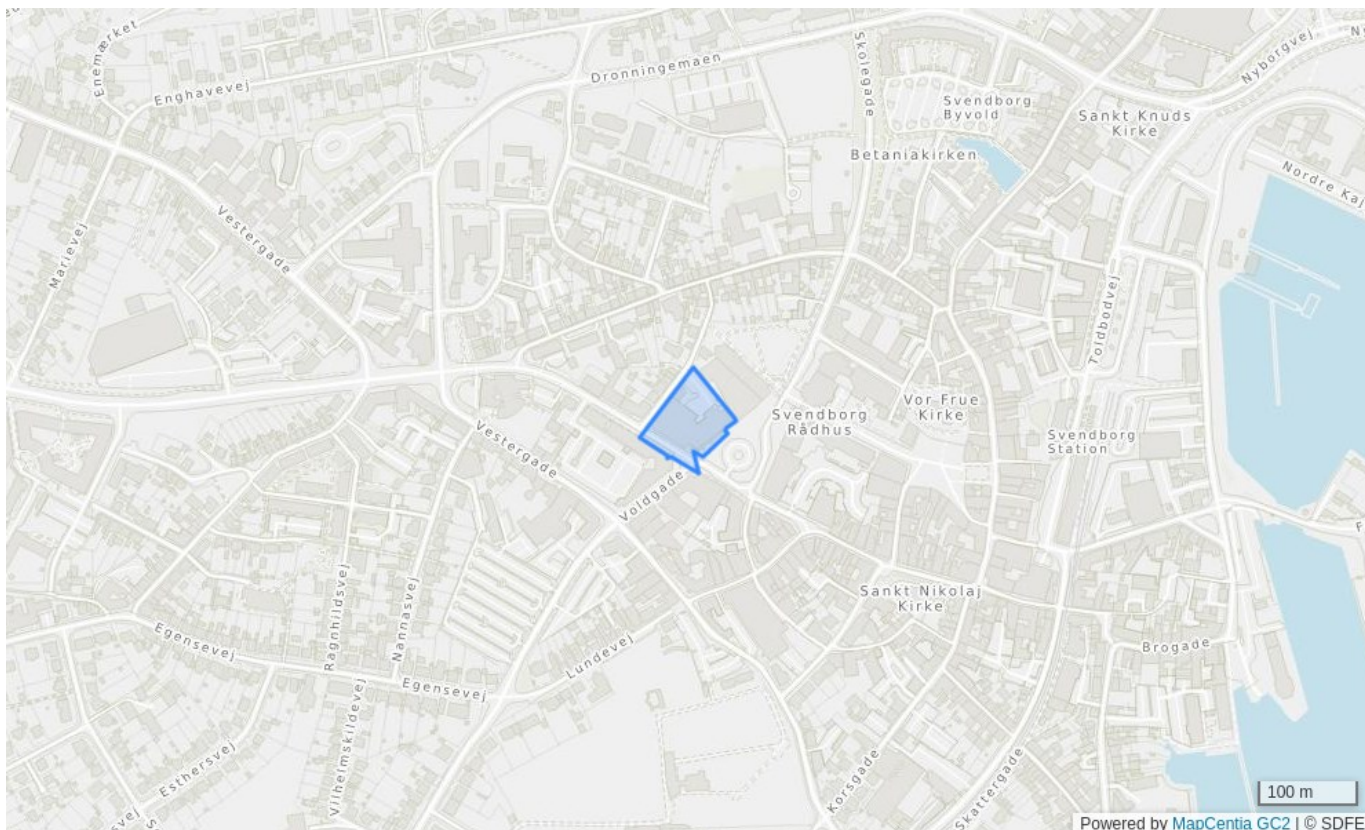 Enemærket
Enghavevej
Dronningemaen
Skolegade
Svendborg
Byvold
Nyborgvej
Sankt Knuds
Kirke
Betaniakirken
Nordre Kaj
Marievej
Vestergade
Toldbodvej
Vor Frue
Kirke
Svendborg
Rådhus
Svendborg
Station
Vestergade
Voldgade
Sankt Nikolaj
Kirke
Ragnhildsvej
Nannasvej
Egensevej
Lundevej
Brogade
Egensevej
Esthersvej
Vilhelmskildevej
Korsgade
Skattergade
100 m
Powered by MapCentia GC2 | © SDFE